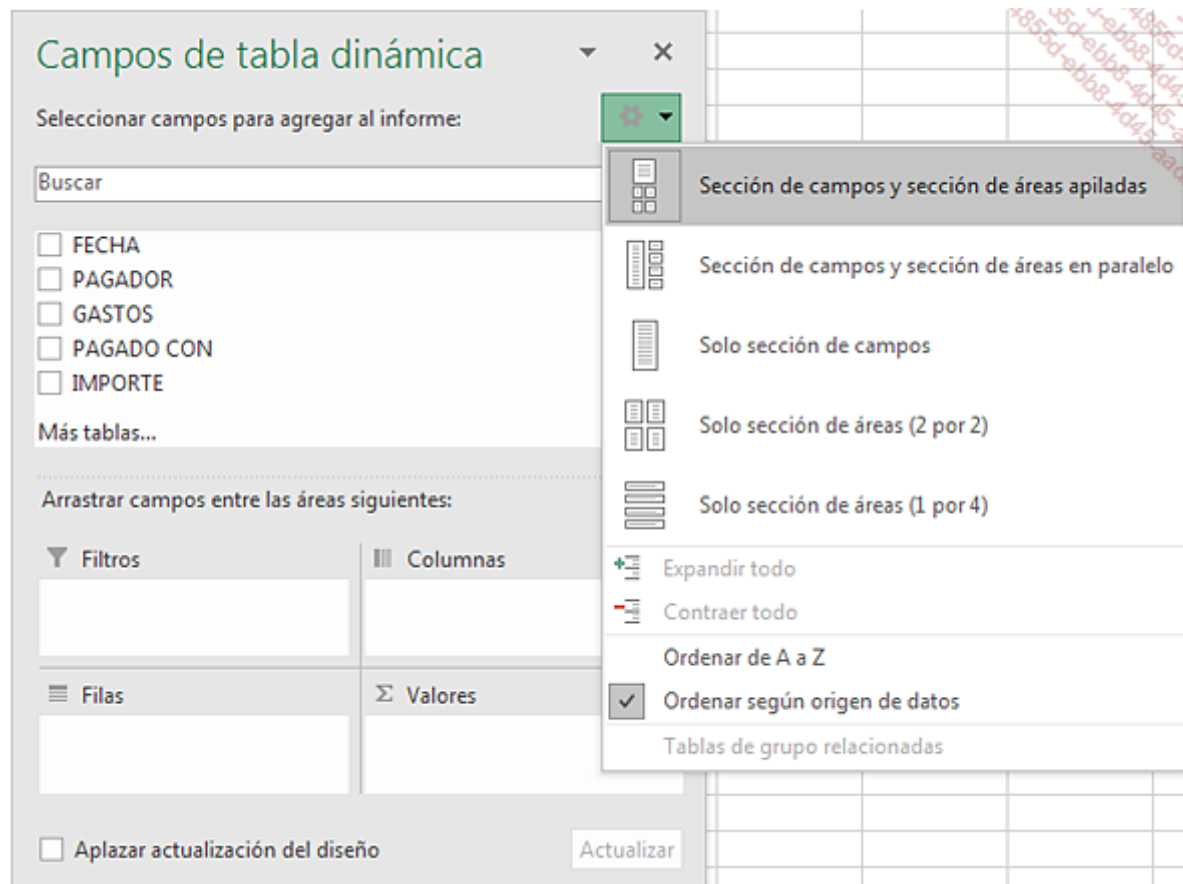 Campos de tabla dinámica
Seleccionar campos para agregar al informe:
Buscar
FECHA
PAGADOR
GASTOS
PAGADO CON
IMPORTE
Más tablas...
Arrastrar campos entre las áreas siguientes:
Filtros
Columnas
Filas
Σ Valores
Aplazar actualización del diseño
Actualizar
Sección de campos y sección de áreas apiladas
Sección de campos y sección de áreas en paralelo
Solo sección de campos
Solo sección de áreas (2 por 2)
Solo sección de áreas (1 por 4)
Expandir todo
Contraer todo
Ordenar de A a Z
Ordenar según origen de datos
Tablas de grupo relacionadas